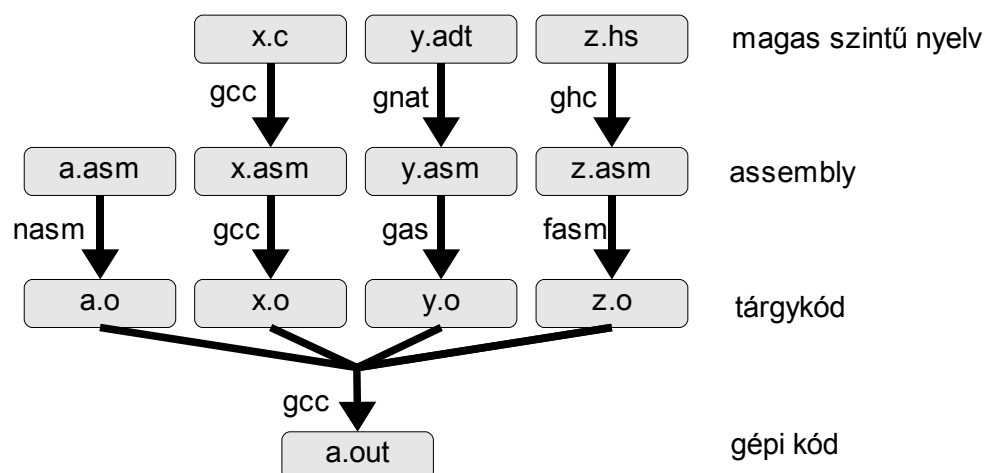 x.c y.adt z.hs magas szintű nyelv
gcc gnat ghc
a.asm x.asm y.asm z.asm assembly
nasm gcc gas fasm
a.o x.o y.o z.o tárgykód
gcc
a.out gépi kód